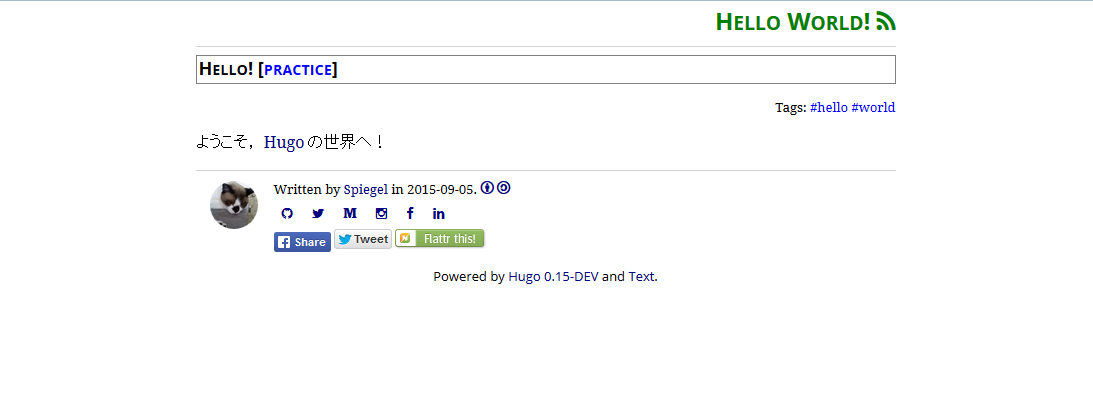 Hello World!
Hello! [practice]
Tags: #hello #world
ようこそ，Hugo の世界へ！
Written by Spiegel in 2015-09-05.
Share Tweet Flattr this!
Powered by Hugo 0.15-DEV and Text.